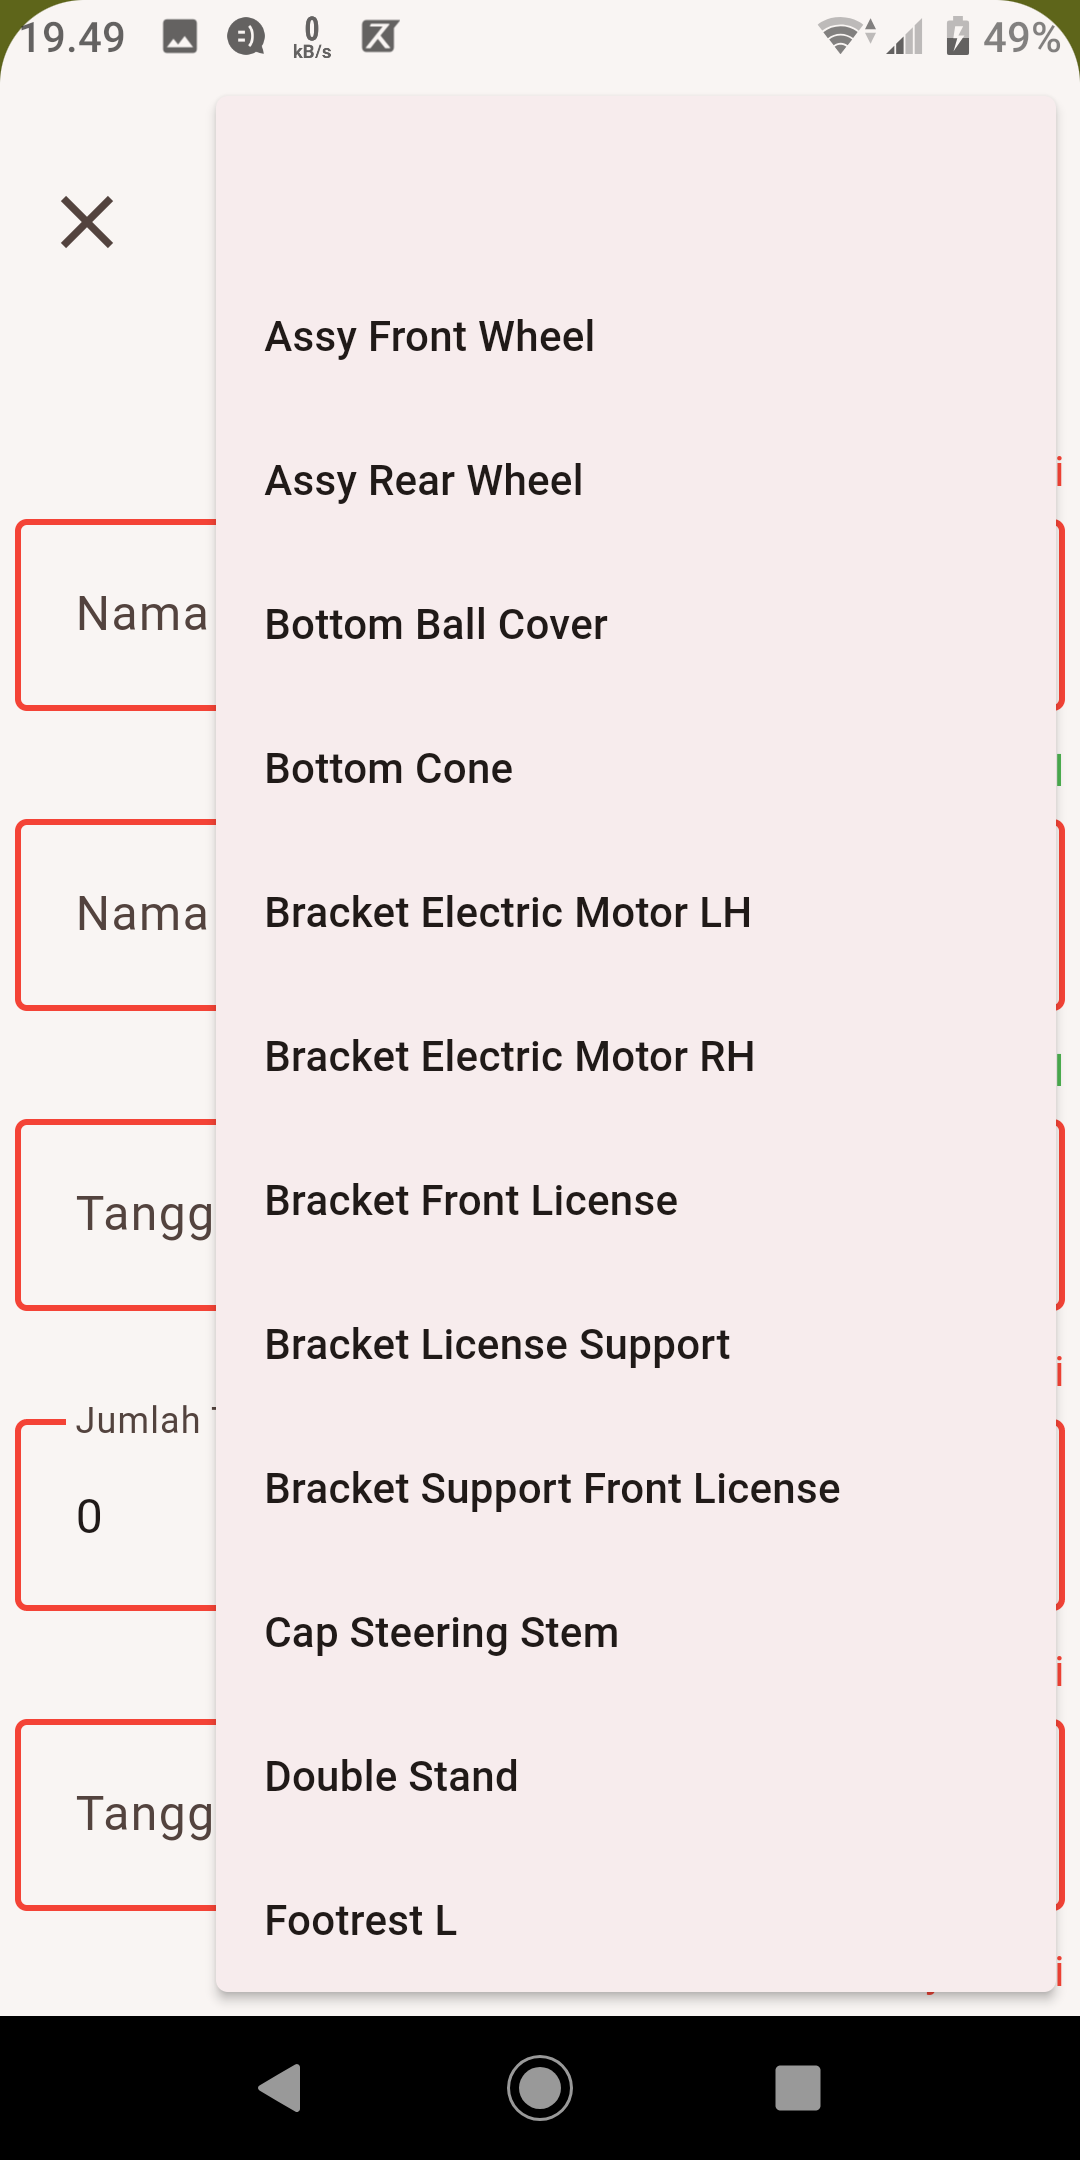 19.49
0
kB/s
49%
Assy Front Wheel
Assy Rear Wheel
Nama
Bottom Ball Cover
Bottom Cone
Nama
Bracket Electric Motor LH
Bracket Electric Motor RH
Tangg
Bracket Front License
Bracket License Support
Jumlah
0
Bracket Support Front License
Cap Steering Stem
Double Stand
Tangg
Footrest L